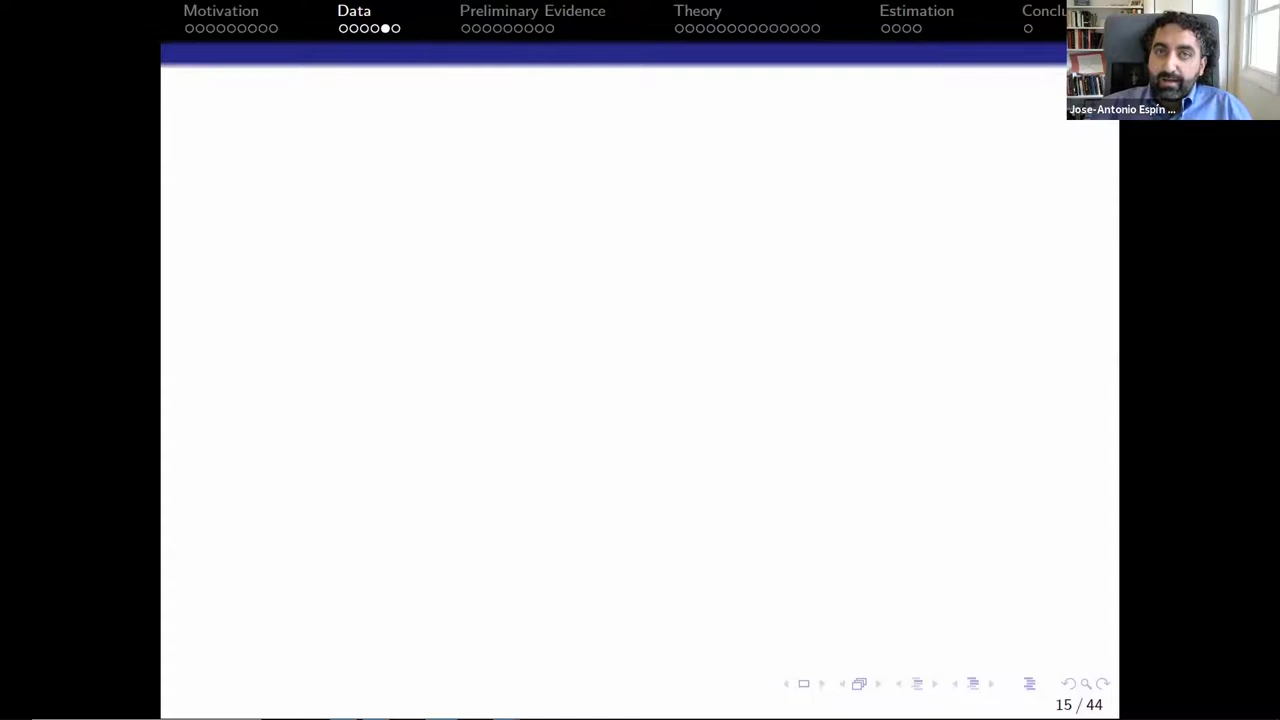 Motivation Data Preliminary Evidence Theory Estimation Conclu
Jose-Antonio Espín ...
15 / 44